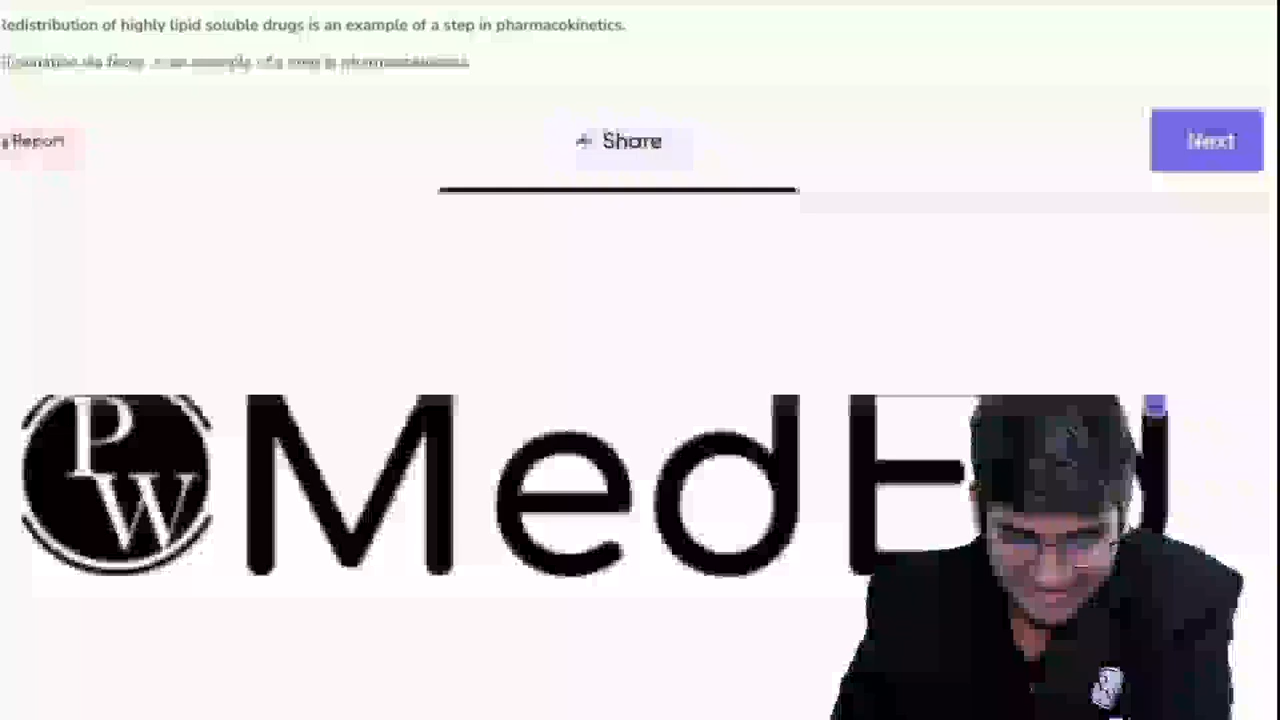 Redistribution of highly lipid soluble drugs is an example of a step in pharmacokinetics.
Report
Share
Next
PW MedEd